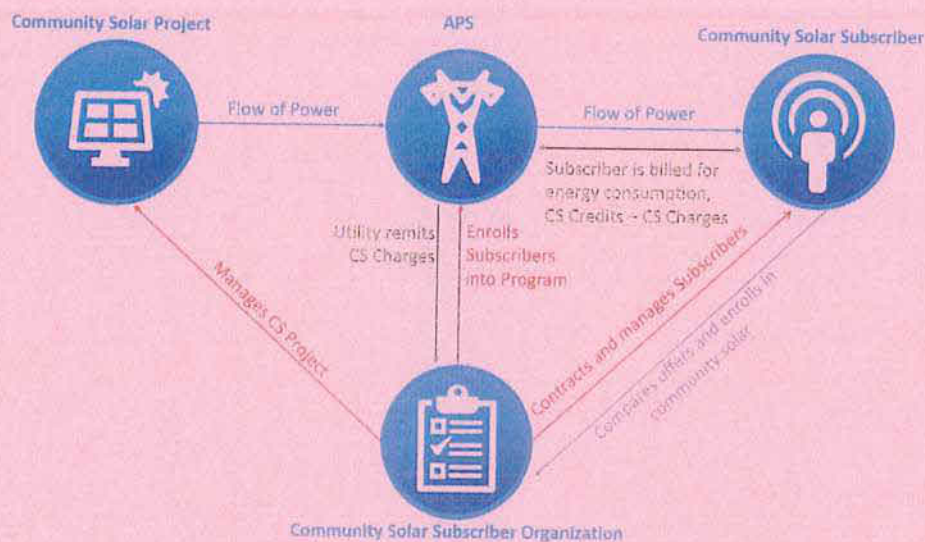 Community Solar Project
APS
Community Solar Subscriber
Flow of Power
Flow of Power
Subscriber is billed for
energy consumption,
CS Credits – CS Charges
Utility remits
CS Charges
Enrolls
Subscribers
into Program
Manages CS Project
Contracts and manages Subscribers
Compares offers and enrolls in
community solar
Community Solar Subscriber Organization